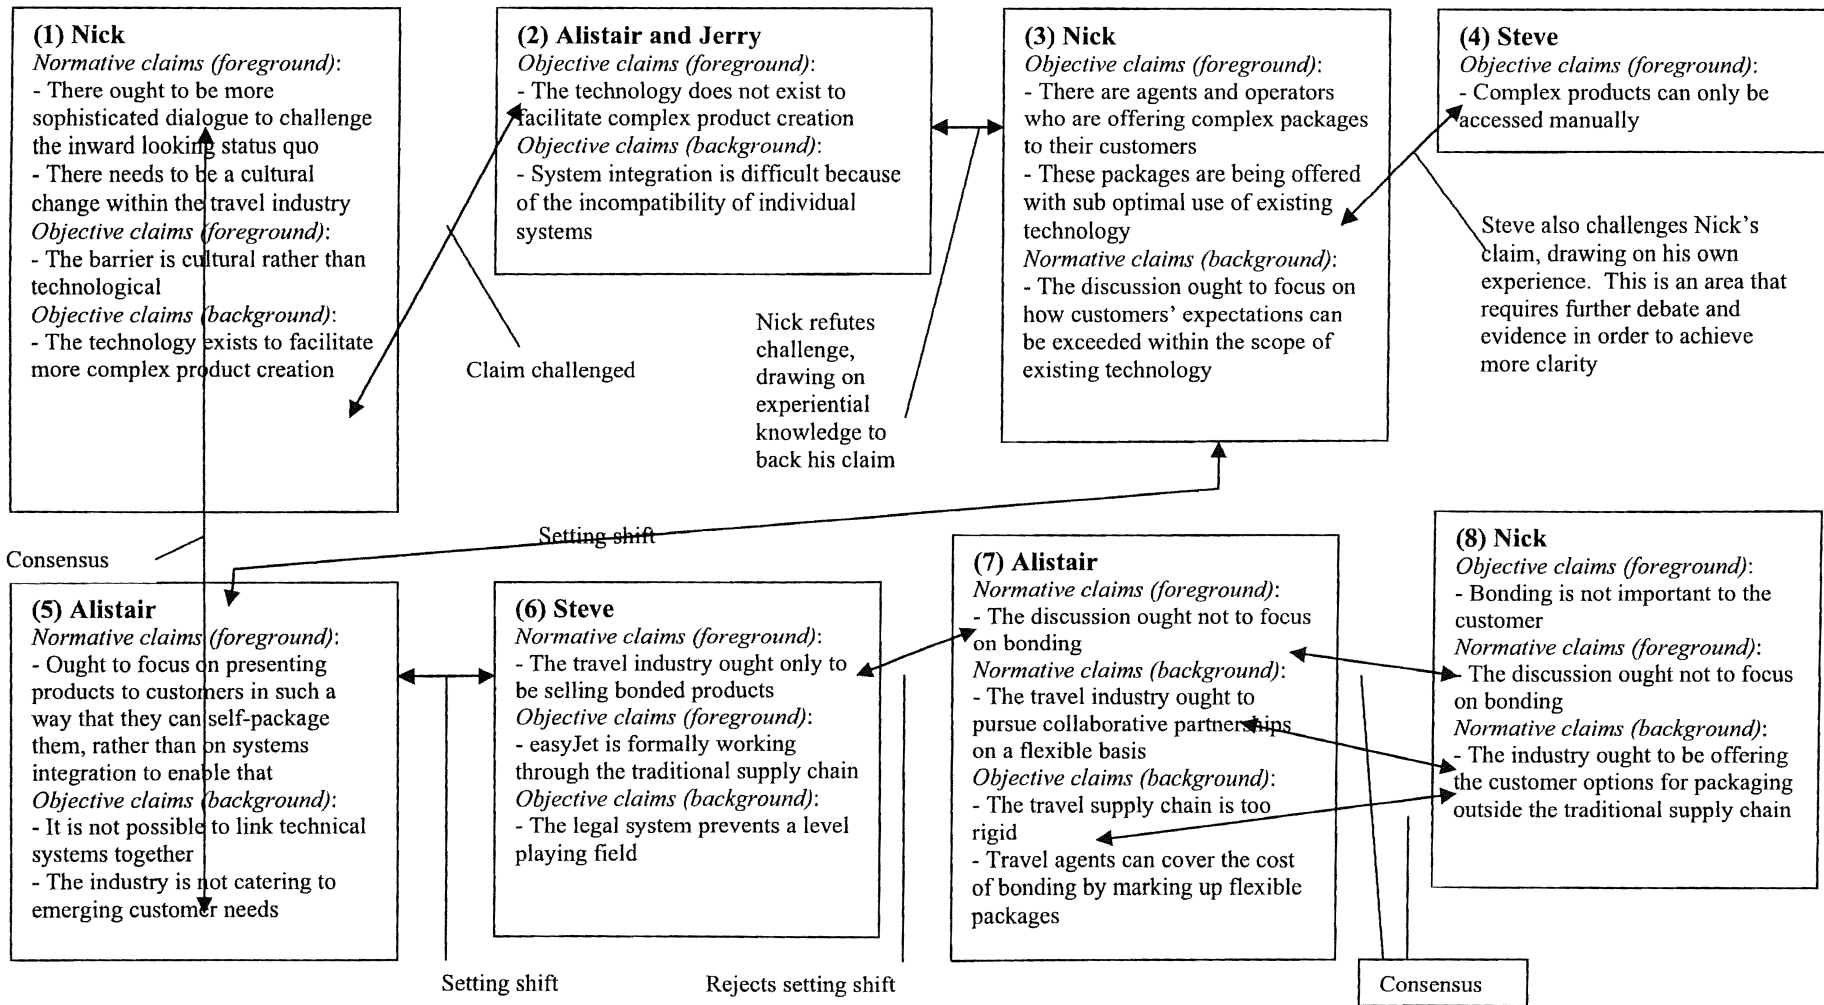 (1) Nick
Normative claims (foreground):
- There ought to be more
sophisticated dialogue to challenge
the inward looking status quo
- There needs to be a cultural
change within the travel industry
Objective claims (foreground):
- The barrier is cultural rather than
technological
Objective claims (background):
- The technology exists to facilitate
more complex product creation
(2) Alistair and Jerry
Objective claims (foreground):
- The technology does not exist to
facilitate complex product creation
Objective claims (background):
- System integration is difficult because
of the incompatibility of individual
systems
(3) Nick
Objective claims (foreground):
- There are agents and operators
who are offering complex packages
to their customers
- These packages are being offered
with sub optimal use of existing
technology
Normative claims (background):
- The discussion ought to focus on
how customers' expectations can
be exceeded within the scope of
existing technology
(4) Steve
Objective claims (foreground):
- Complex products can only be
accessed manually
Claim challenged
Nick refutes
challenge,
drawing on
experiential
knowledge to
back his claim
Steve also challenges Nick's
claim, drawing on his own
experience. This is an area that
requires further debate and
evidence in order to achieve
more clarity
Consensus
Setting shift
(5) Alistair
Normative claims (foreground):
- Ought to focus on presenting
products to customers in such a
way that they can self-package
them, rather than on systems
integration to enable that
Objective claims (background):
- It is not possible to link technical
systems together
- The industry is not catering to
emerging customer needs
(6) Steve
Normative claims (foreground):
- The travel industry ought only to
be selling bonded products
Objective claims (foreground):
- easyJet is formally working
through the traditional supply chain
Objective claims (background):
- The legal system prevents a level
playing field
(7) Alistair
Normative claims (foreground):
- The discussion ought not to focus
on bonding
Normative claims (background):
- The travel industry ought to
pursue collaborative partnerships
on a flexible basis
Objective claims (background):
- The travel supply chain is too
rigid
- Travel agents can cover the cost
of bonding by marking up flexible
packages
(8) Nick
Objective claims (foreground):
- Bonding is not important to the
customer
Normative claims (foreground):
- The discussion ought not to focus
on bonding
Normative claims (background):
- The industry ought to be offering
the customer options for packaging
outside the traditional supply chain
Setting shift
Rejects setting shift
Consensus